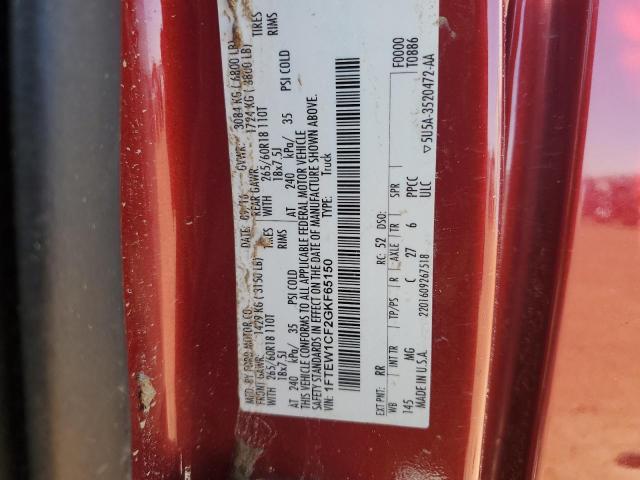 MFD. BY FORD MOTOR CO.
DATE: 09/16 GVWR: 3084 KG ( 6800 LB)
FRONT GAWR: 1429 KG ( 3150 LB) REAR GAWR: 1724 KG ( 3800 LB)
WITH 265/60R18 110T TIRES WITH 265/60R18 110T TIRES
18x7.5J RIMS 18x7.5J RIMS
AT 240 kPa/ 35 PSI COLD AT 240 kPa/ 35 PSI COLD
THIS VEHICLE CONFORMS TO ALL APPLICABLE FEDERAL MOTOR VEHICLE
SAFETY STANDARDS IN EFFECT ON THE DATE OF MANUFACTURE SHOWN ABOVE.
VIN: 1FTEW1CF2GKF65150 TYPE: Truck
F0000
T0886
EXT PNT: RR RC: 52 DSO:
WB INT TR TP/PS R AXLE TR SPR
145 MG C 27 6 PPCC
ULC
MADE IN U.S.A. 2201609267518 ▽ 5U5A-3520472-AA